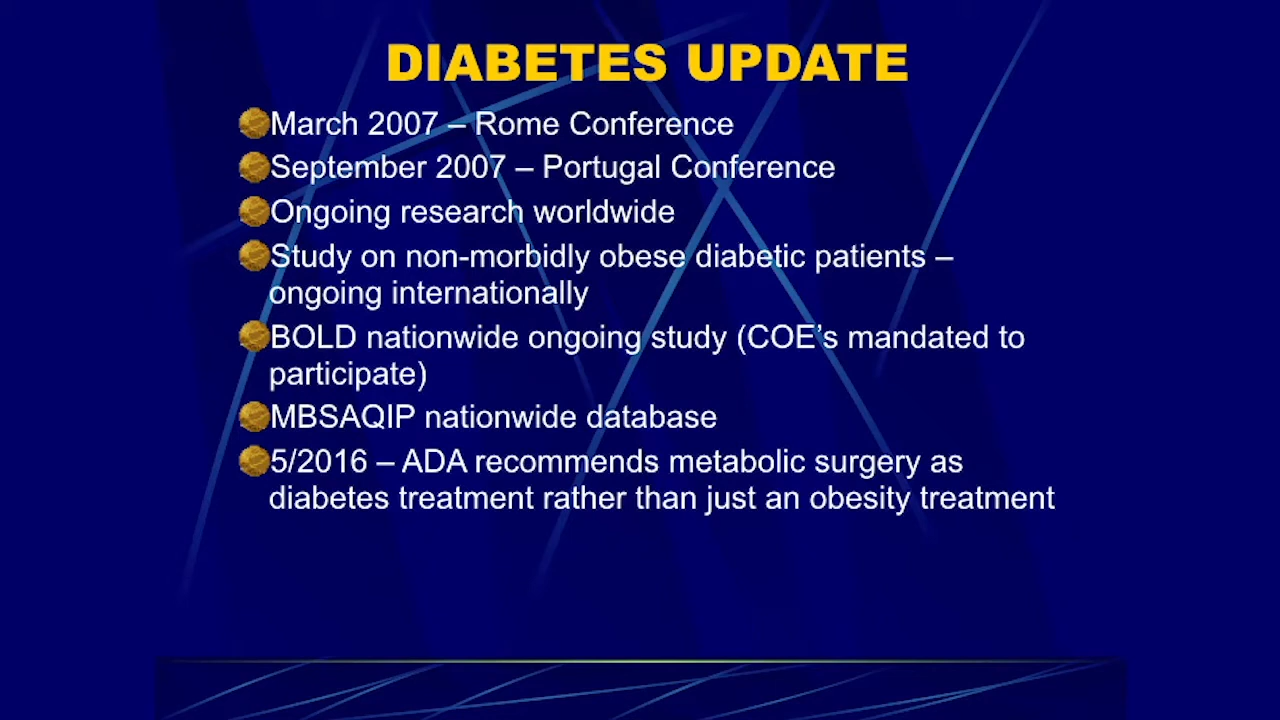 DIABETES UPDATE
March 2007 – Rome Conference
September 2007 – Portugal Conference
Ongoing research worldwide
Study on non-morbidly obese diabetic patients –
ongoing internationally
BOLD nationwide ongoing study (COE’s mandated to
participate)
MBSAQIP nationwide database
5/2016 – ADA recommends metabolic surgery as
diabetes treatment rather than just an obesity treatment